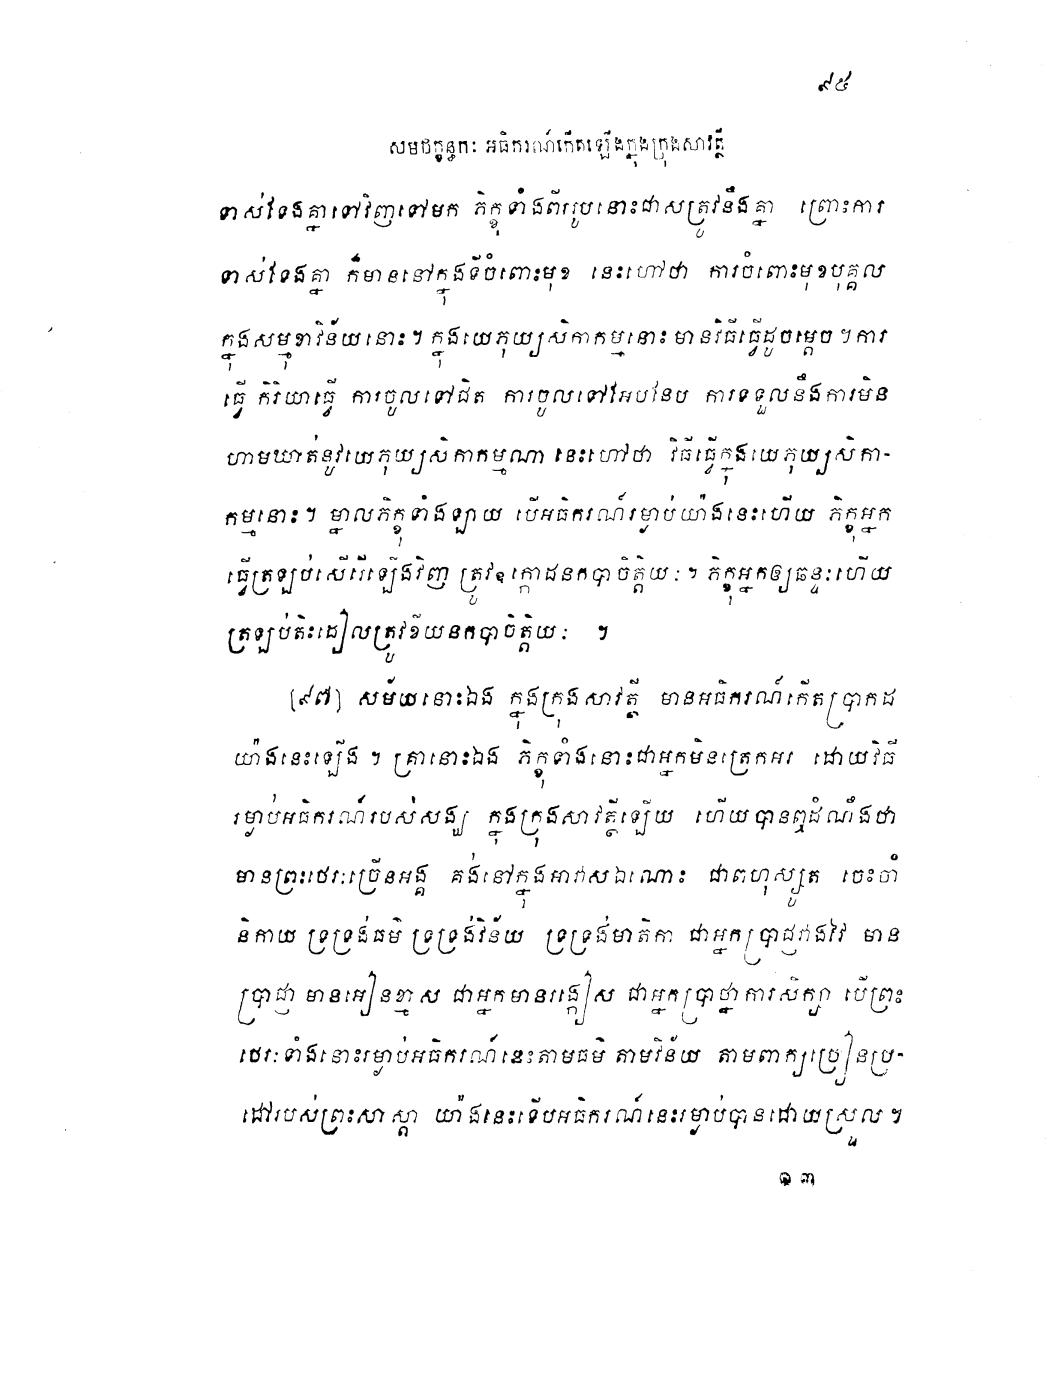 ៩៥
សមថក្ខន្ធកៈ អធិករណ៍កើតឡើងក្នុងក្រុងសាវត្ថី
ទាស់ទែងគ្នាទៅវិញទៅមក ភិក្ខុទាំងពីររូបនោះជាសត្រូវនឹងគ្នា ព្រោះការ
ទាស់ទែងគ្នា ក៏មាននៅក្នុងទីចំពោះមុខ នេះហៅថា ការចំពោះមុខបុគ្គល
ក្នុងសម្មុខាវិន័យនោះ។ ក្នុងយេភុយ្យសិកាកម្មនោះ មានវិធីធ្វើដូចម្តេច ។ ការ
ធ្វើ កិរិយាធ្វើ ការចូលទៅជិត ការចូលទៅអែបនែប ការទទួលនឹងការមិន
ហាមឃាត់នូវយេភុយ្យសិកាកម្មណា នេះហៅថា វិធីធ្វើក្នុងយេភុយ្យសិកា-
កម្មនោះ។ ម្នាលភិក្ខុទាំងឡាយ បើអធិករណ៍រម្ងាប់យ៉ាងនេះហើយ ភិក្ខុអ្នក
ធ្វើត្រឡប់សើរើឡើងវិញ ត្រូវឧក្កោដនកបាចិត្តិយៈ។ ភិក្ខុអ្នកឲ្យឆន្ទៈហើយ
ត្រឡប់តិះដៀលត្រូវខីយនកបាចិត្តិយៈ ។
[៩៧] សម័យនោះឯង ក្នុងក្រុងសាវត្ថី មានអធិករណ៍កើតប្រាកដ
យ៉ាងនេះឡើង ។ គ្រានោះឯង ភិក្ខុទាំងនោះជាអ្នកមិនត្រេកអរ ដោយវិធី
រម្ងាប់អធិករណ៍របស់សង្ឃ ក្នុងក្រុងសាវត្ថីឡើយ ហើយបានឮដំណឹងថា
មានព្រះថេរៈច្រើនអង្គ គង់នៅក្នុងអាវាសឯណោះ ជាពហុស្សូត ចេះចាំ
និកាយ ទ្រទ្រង់ធម៌ ទ្រទ្រង់វិន័យ ទ្រទ្រង់មាតិកា ជាអ្នកប្រាជ្ញវាងវៃ មាន
ប្រាជ្ញា មានអៀនខ្មាស ជាអ្នកមានរង្កៀស ជាអ្នកប្រាថ្នាការសិក្សា បើព្រះ
ថេរៈទាំងនោះរម្ងាប់អធិករណ៍នេះតាមធម៌ តាមវិន័យ តាមពាក្យប្រៀនប្រ-
ដៅរបស់ព្រះសាស្តា យ៉ាងនេះទើបអធិករណ៍នេះរម្ងាប់បានដោយស្រួល ។
១៣